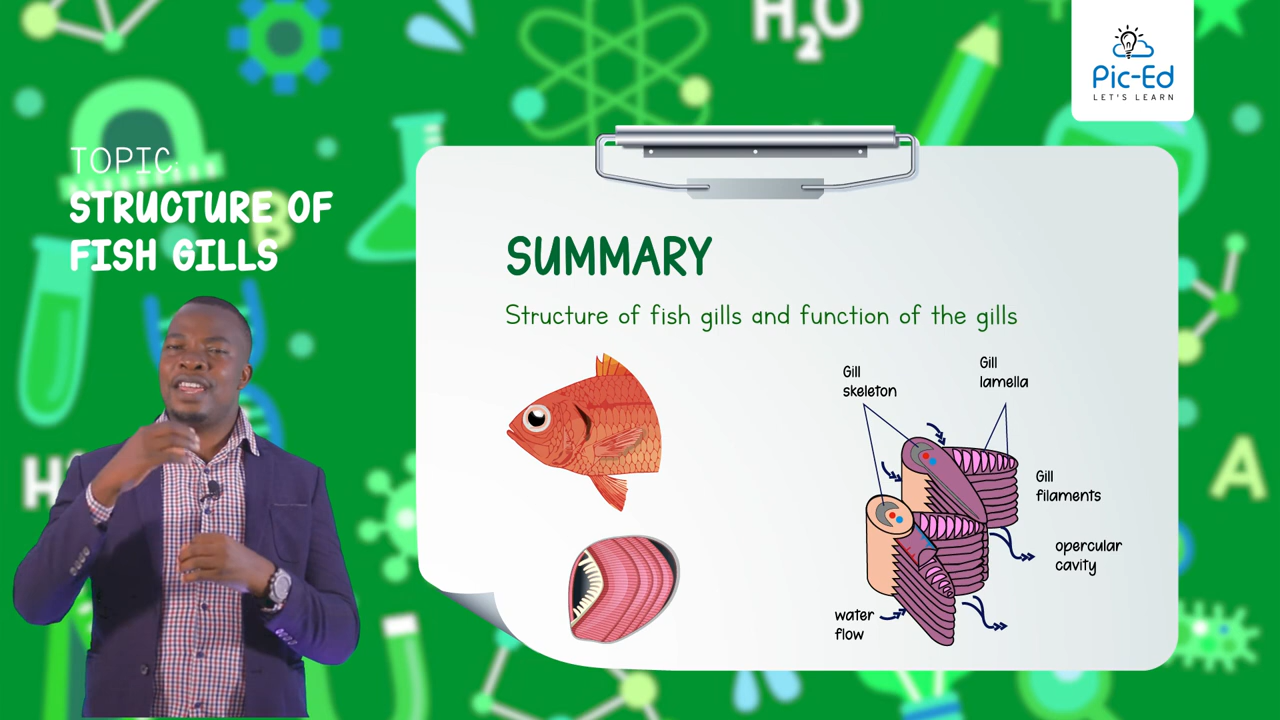 H₂O
Pic-Ed
LET'S LEARN
TOPIC:
STRUCTURE OF
FISH GILLS
B
SUMMARY
Structure of fish gills and function of the gills
Gill
skeleton
Gill
lamella
Gill
filaments
opercular
cavity
water
flow
H
A